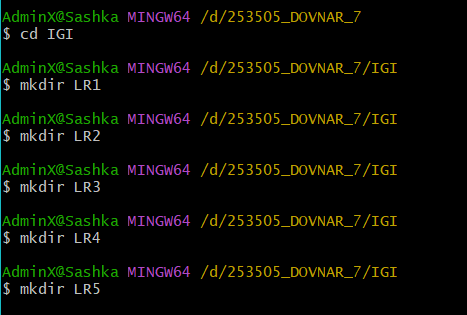 AdminX@Sashka MINGW64 /d/253505_DOVNAR_7
$ cd IGI
AdminX@Sashka MINGW64 /d/253505_DOVNAR_7/IGI
$ mkdir LR1
AdminX@Sashka MINGW64 /d/253505_DOVNAR_7/IGI
$ mkdir LR2
AdminX@Sashka MINGW64 /d/253505_DOVNAR_7/IGI
$ mkdir LR3
AdminX@Sashka MINGW64 /d/253505_DOVNAR_7/IGI
$ mkdir LR4
AdminX@Sashka MINGW64 /d/253505_DOVNAR_7/IGI
$ mkdir LR5